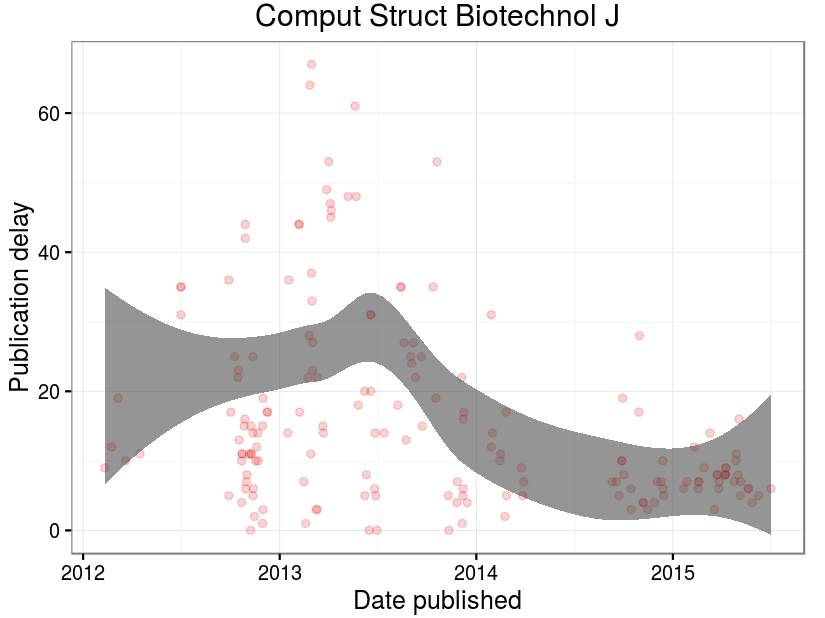 Comput Struct Biotechnol J
Publication delay
60
40
20
0
2012 2013 2014 2015
Date published